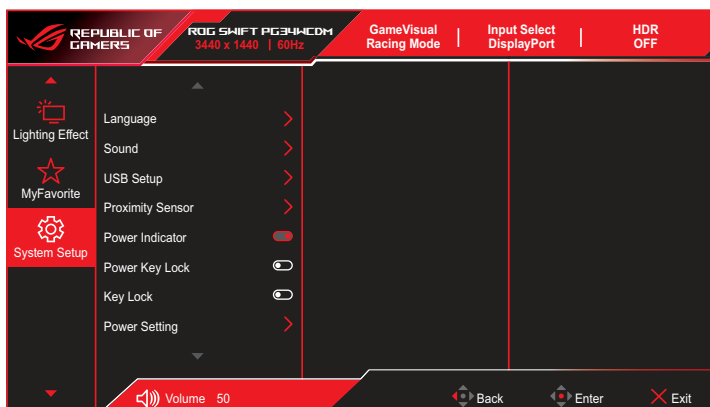 REPUBLIC OF
GAMERS
ROG SWIFT PG34WCDM
3440 x 1440 | 60Hz
GameVisual
Racing Mode
Input Select
DisplayPort
HDR
OFF
Lighting Effect
MyFavorite
System Setup
Language
Sound
USB Setup
Proximity Sensor
Power Indicator
Power Key Lock
Key Lock
Power Setting
Volume 50
Back
Enter
Exit